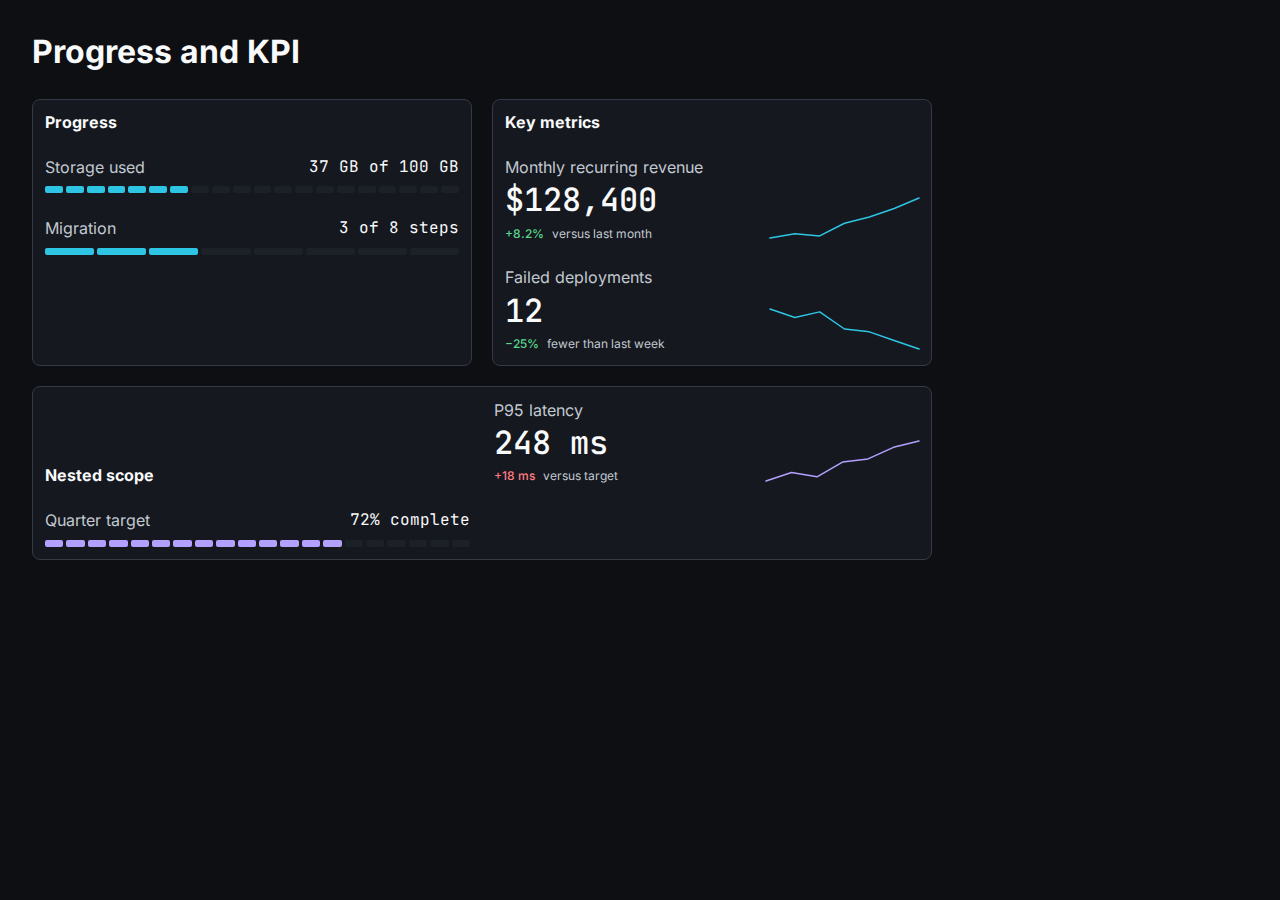 Progress and KPI
Progress
Storage used 37 GB of 100 GB
Migration 3 of 8 steps
Key metrics
Monthly recurring revenue
$128,400
+8.2% versus last month
Failed deployments
12
−25% fewer than last week
Nested scope
Quarter target 72% complete
P95 latency
248 ms
+18 ms versus target